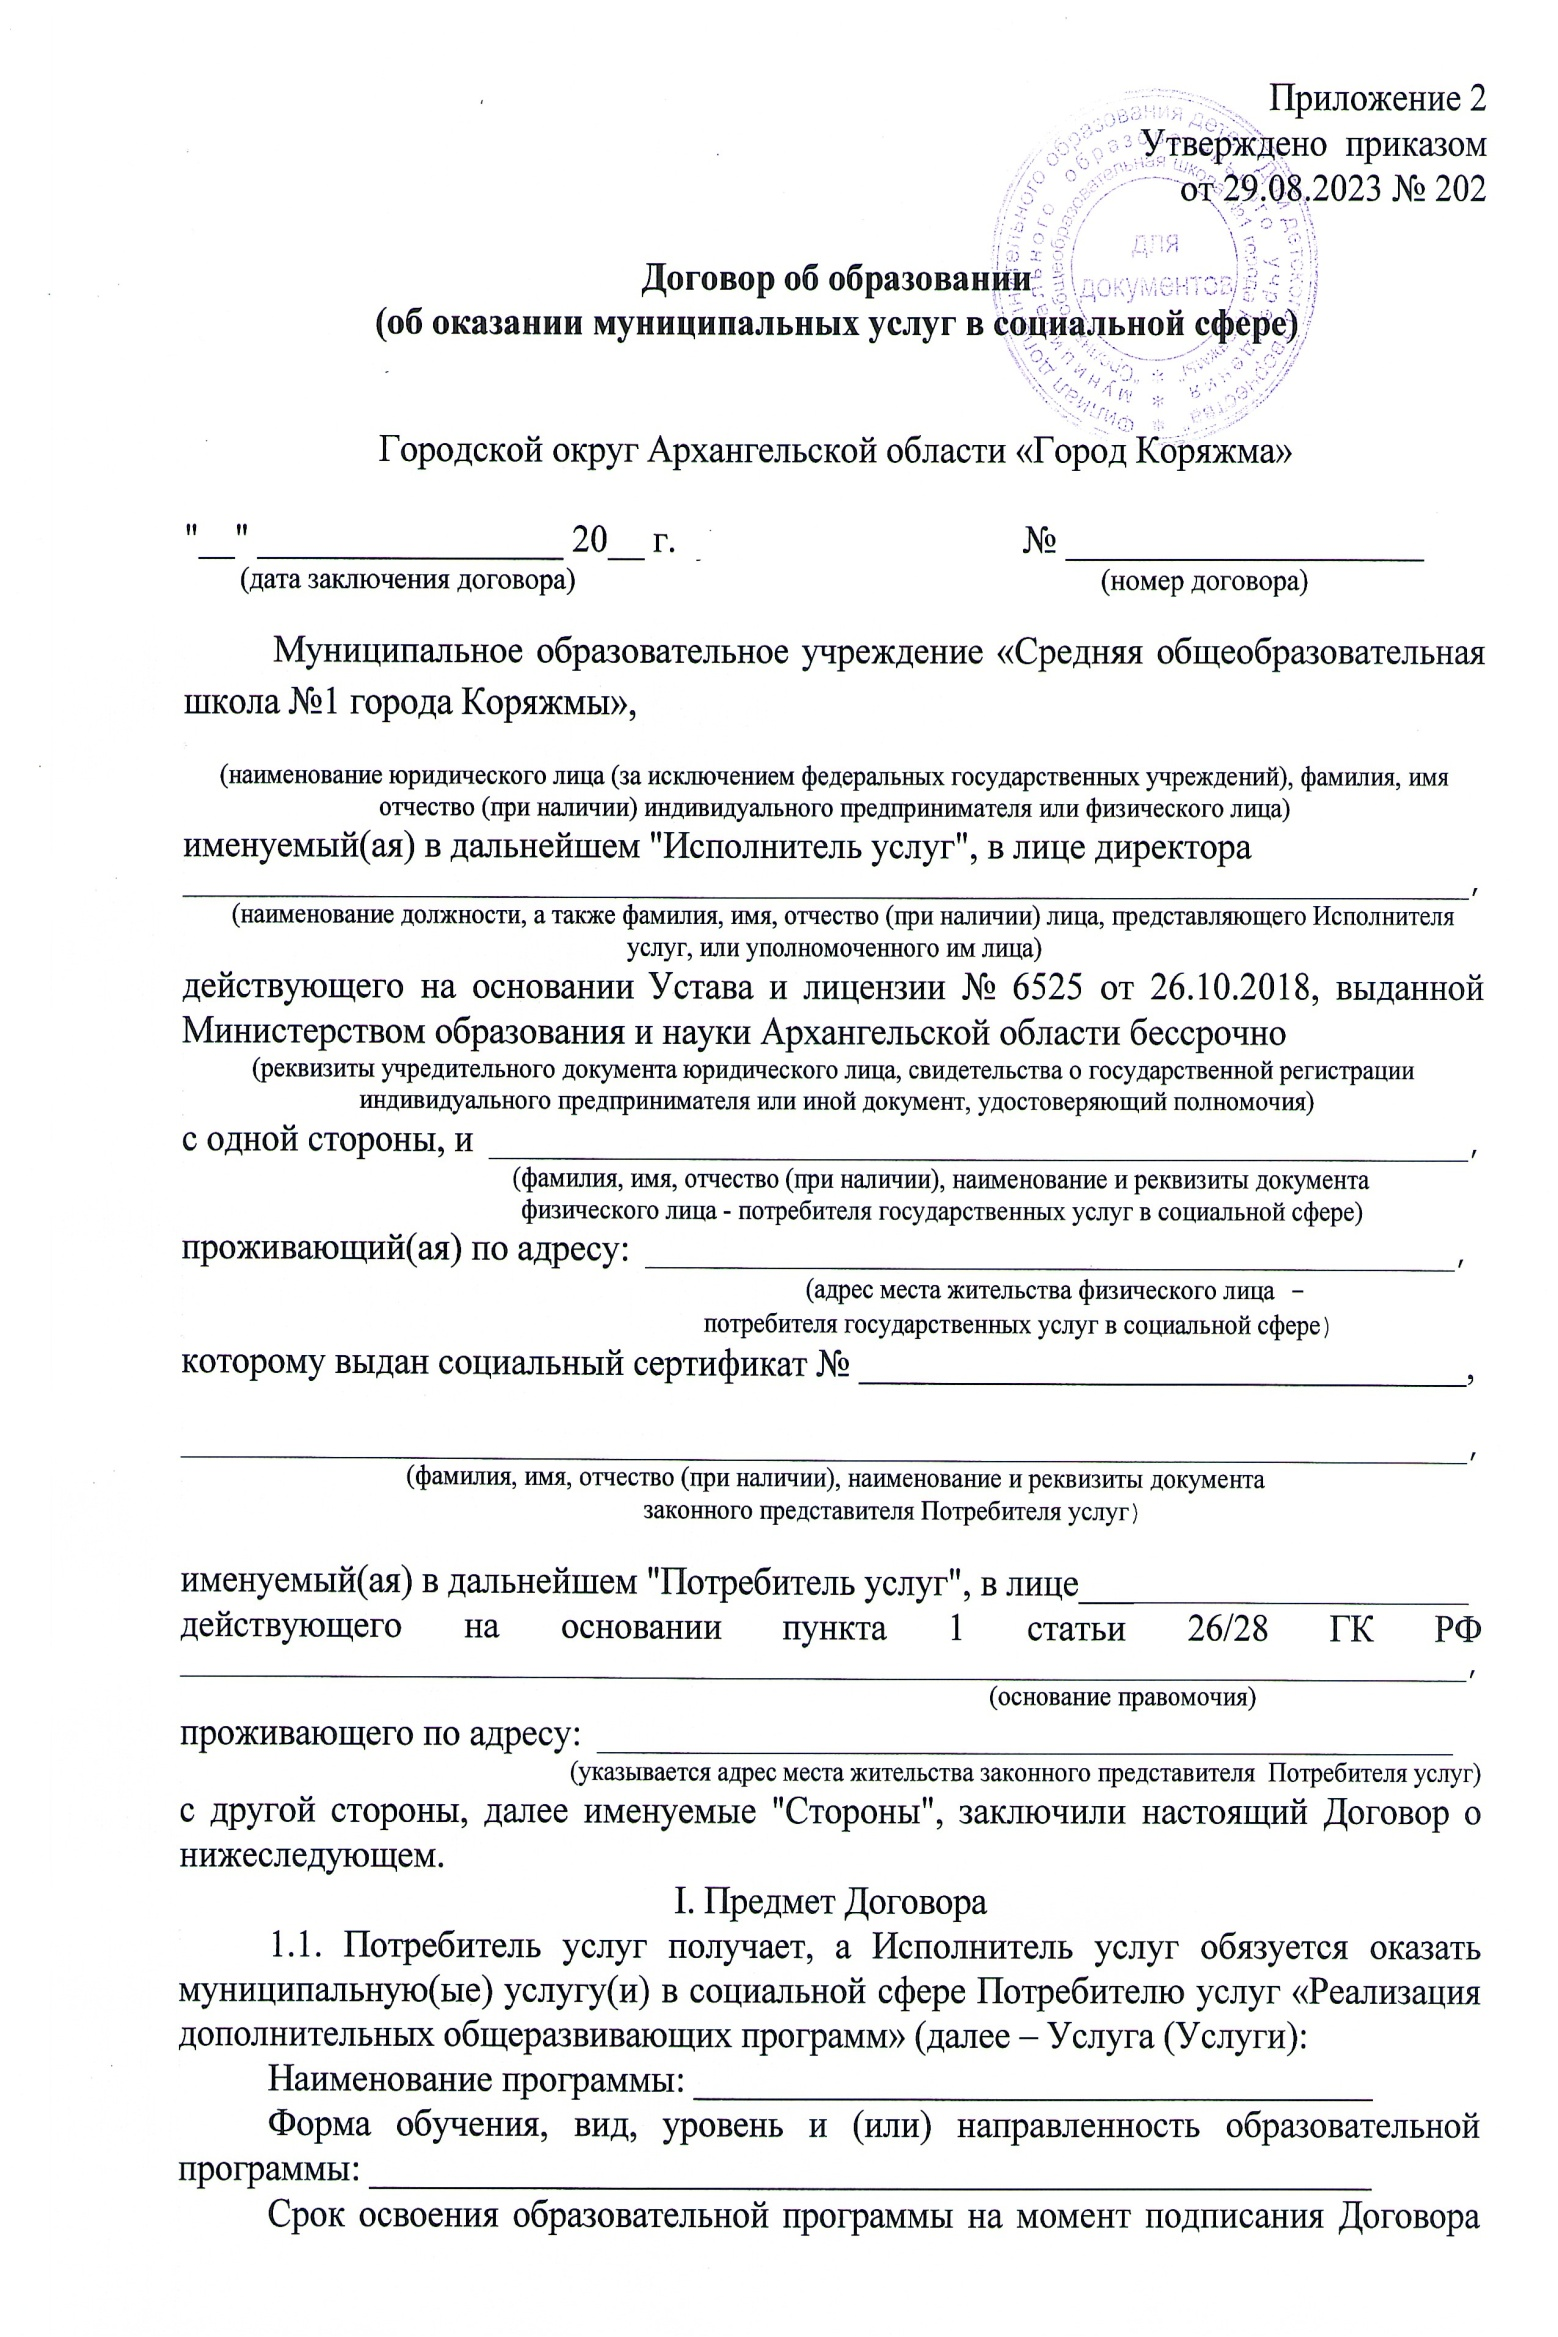 Приложение 2
Утверждено приказом
от 29.08.2023 № 202
для
документов
Договор об образовании
(об оказании муниципальных услуг в социальной сфере)
Городской округ Архангельской области «Город Коряжма»
"__" ________________ 20__ г. № ___________________
(дата заключения договора) (номер договора)
Муниципальное образовательное учреждение «Средняя общеобразовательная
школа №1 города Коряжмы»,
(наименование юридического лица (за исключением федеральных государственных учреждений), фамилия, имя
отчество (при наличии) индивидуального предпринимателя или физического лица)
именуемый(ая) в дальнейшем "Исполнитель услуг", в лице директора
____________________________________________________________________,
(наименование должности, а также фамилия, имя, отчество (при наличии) лица, представляющего Исполнителя
услуг, или уполномоченного им лица)
действующего на основании Устава и лицензии № 6525 от 26.10.2018, выданной
Министерством образования и науки Архангельской области бессрочно
(реквизиты учредительного документа юридического лица, свидетельства о государственной регистрации
индивидуального предпринимателя или иной документ, удостоверяющий полномочия)
с одной стороны, и ____________________________________________________,
(фамилия, имя, отчество (при наличии), наименование и реквизиты документа
физического лица - потребителя государственных услуг в социальной сфере)
проживающий(ая) по адресу: ___________________________________________,
(адрес места жительства физического лица –
потребителя государственных услуг в социальной сфере)
которому выдан социальный сертификат № ________________________________,
____________________________________________________________________,
(фамилия, имя, отчество (при наличии), наименование и реквизиты документа
законного представителя Потребителя услуг)
именуемый(ая) в дальнейшем "Потребитель услуг", в лице_____________________
действующего на основании пункта 1 статьи 26/28 ГК РФ
____________________________________________________________________,
(основание правомочия)
проживающего по адресу: _____________________________________________
(указывается адрес места жительства законного представителя Потребителя услуг)
с другой стороны, далее именуемые "Стороны", заключили настоящий Договор о
нижеследующем.
I. Предмет Договора
1.1. Потребитель услуг получает, а Исполнитель услуг обязуется оказать
муниципальную(ые) услугу(и) в социальной сфере Потребителю услуг «Реализация
дополнительных общеразвивающих программ» (далее – Услуга (Услуги):
Наименование программы: ____________________________________
Форма обучения, вид, уровень и (или) направленность образовательной
программы: _____________________________________________________
Срок освоения образовательной программы на момент подписания Договора